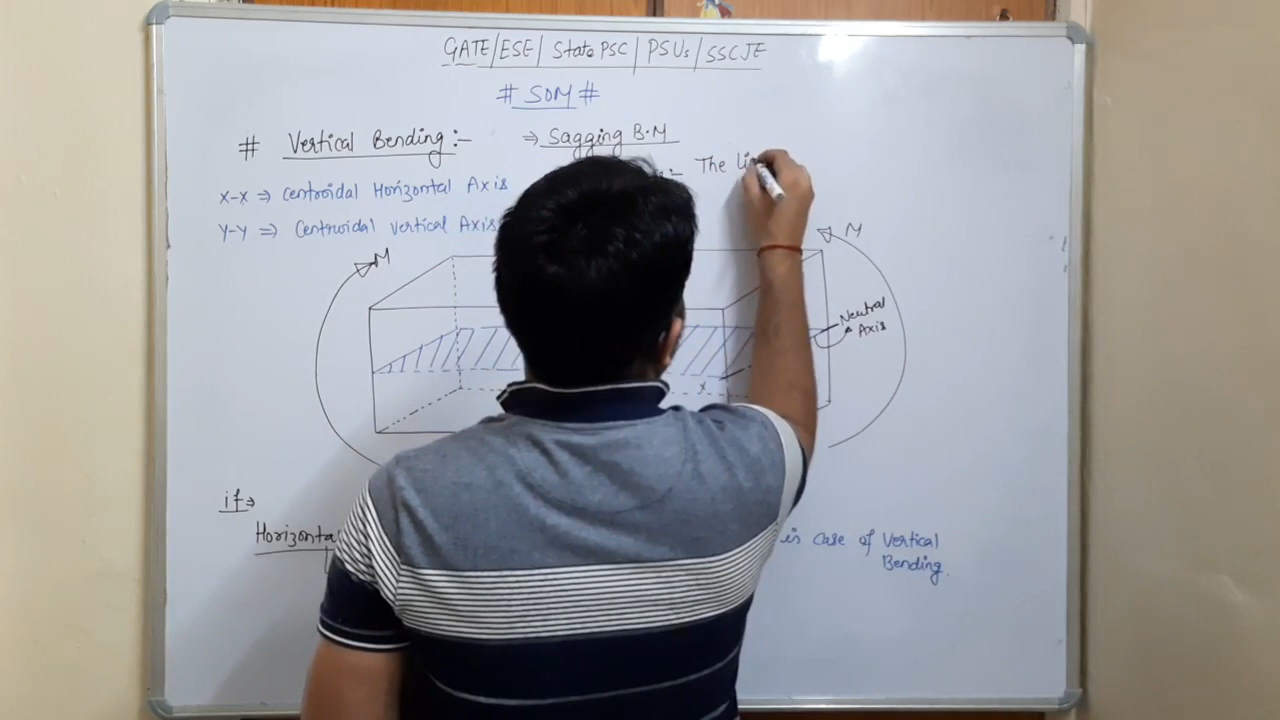 GATE/ESE/ State PSC/ PSUs/ SSCJE
# SOM #
# Vertical Bending:-
⇒ Sagging B.M
The li
X-X ⇒ Centroidal Horizontal Axis
Y-Y ⇒ Centroidal Vertical Axis
M
M
Neutral
Axis
x
if⇒
Horizonta
is case of Vertical
Bending.